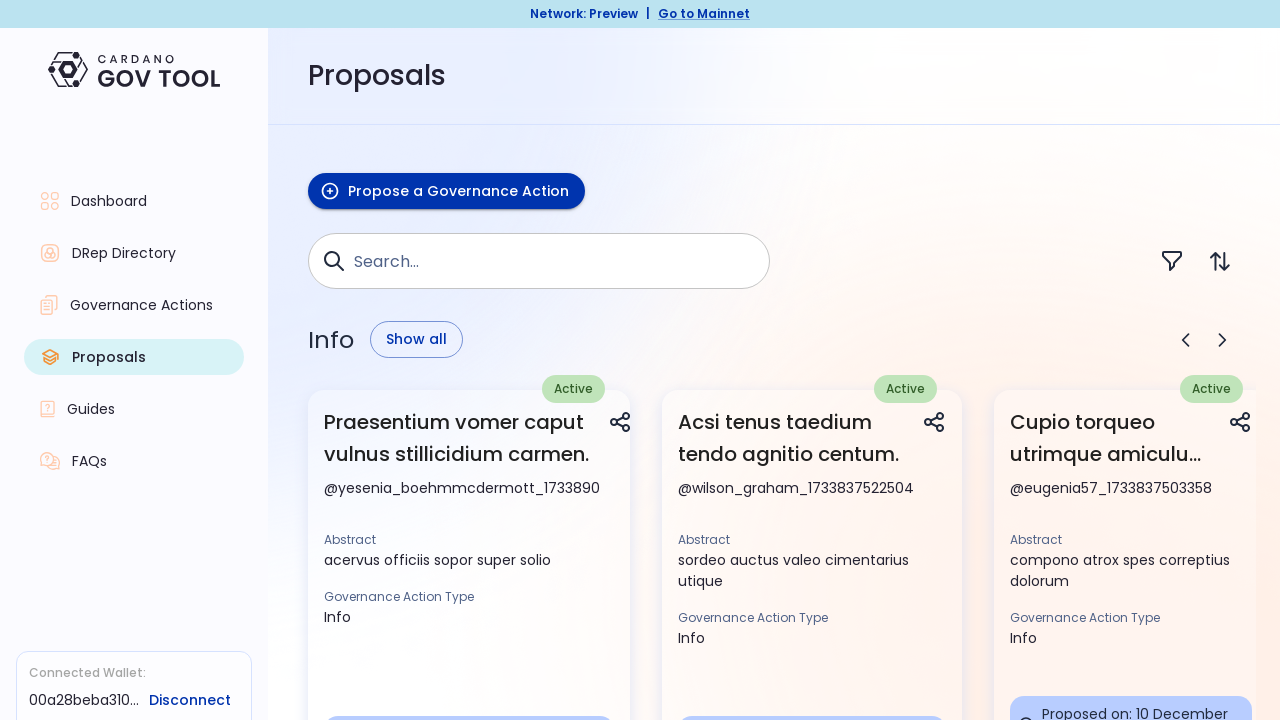 Network: Preview | Go to Mainnet
CARDANO
GOV TOOL
Proposals
Dashboard
DRep Directory
Governance Actions
Proposals
Guides
FAQs
Connected Wallet:
00a28beba310... Disconnect
Propose a Governance Action
Search...
Info Show all
Active
Praesentium vomer caput
vulnus stillicidium carmen.
@yesenia_boehmmcdermott_1733890
Abstract
acervus officiis sopor super solio
Governance Action Type
Info
Active
Acsi tenus taedium
tendo agnitio centum.
@wilson_graham_1733837522504
Abstract
sordeo auctus valeo cimentarius
utique
Governance Action Type
Info
Active
Cupio torqueo
utrimque amiculu...
@eugenia57_1733837503358
Abstract
compono atrox spes correptius
dolorum
Governance Action Type
Info
Proposed on: 10 December